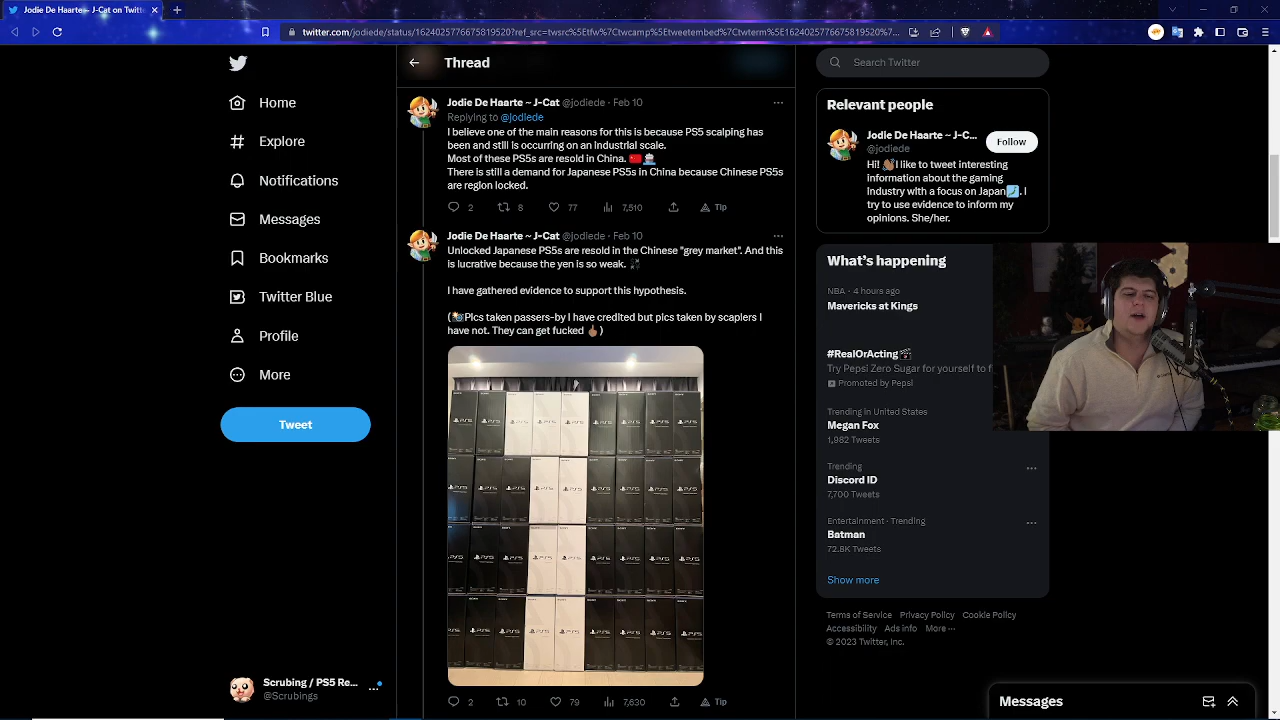 Jodie De Haarte ~ J-Cat on Twitte
twitter.com/jodiede/status/1624025776675819520?ref_src=twsrc%5Etfw%7Ctwcamp%5Etweetembed%7Ctwterm%5E1624025776675819520%7...
Home
Explore
Notifications
Messages
Bookmarks
Twitter Blue
Profile
More
Tweet
Scrubing / PS5 Re...
@Scrubings
Thread
Jodie De Haarte ~ J-Cat @jodiede · Feb 10
Replying to @jodiede
I believe one of the main reasons for this is because PS5 scalping has
been and still is occurring on an industrial scale.
Most of these PS5s are resold in China. 🇨🇳
There is still a demand for Japanese PS5s in China because Chinese PS5s
are region locked.
2 8 77 7,510 Tip
Jodie De Haarte ~ J-Cat @jodiede · Feb 10
Unlocked Japanese PS5s are resold in the Chinese "grey market". And this
is lucrative because the yen is so weak.
I have gathered evidence to support this hypothesis.
(📸Pics taken passers-by I have credited but pics taken by scaplers I
have not. They can get fucked 🖕🏾)
2 10 79 7,630 Tip
Search Twitter
Relevant people
Jodie De Haarte ~ J-C...
@jodiede
Follow
Hi! 👋🏾I like to tweet interesting
information about the gaming
industry with a focus on Japan🗾. I
try to use evidence to inform my
opinions. She/her.
What's happening
NBA · 4 hours ago
Mavericks at Kings
#RealOrActing
Try Pepsi Zero Sugar for yourself to f
Promoted by Pepsi
Trending in United States
Megan Fox
1,982 Tweets
Trending
Discord ID
7,700 Tweets
Entertainment · Trending
Batman
72.8K Tweets
Show more
Terms of Service Privacy Policy Cookie Policy
Accessibility Ads info More ···
© 2023 Twitter, Inc.
Messages